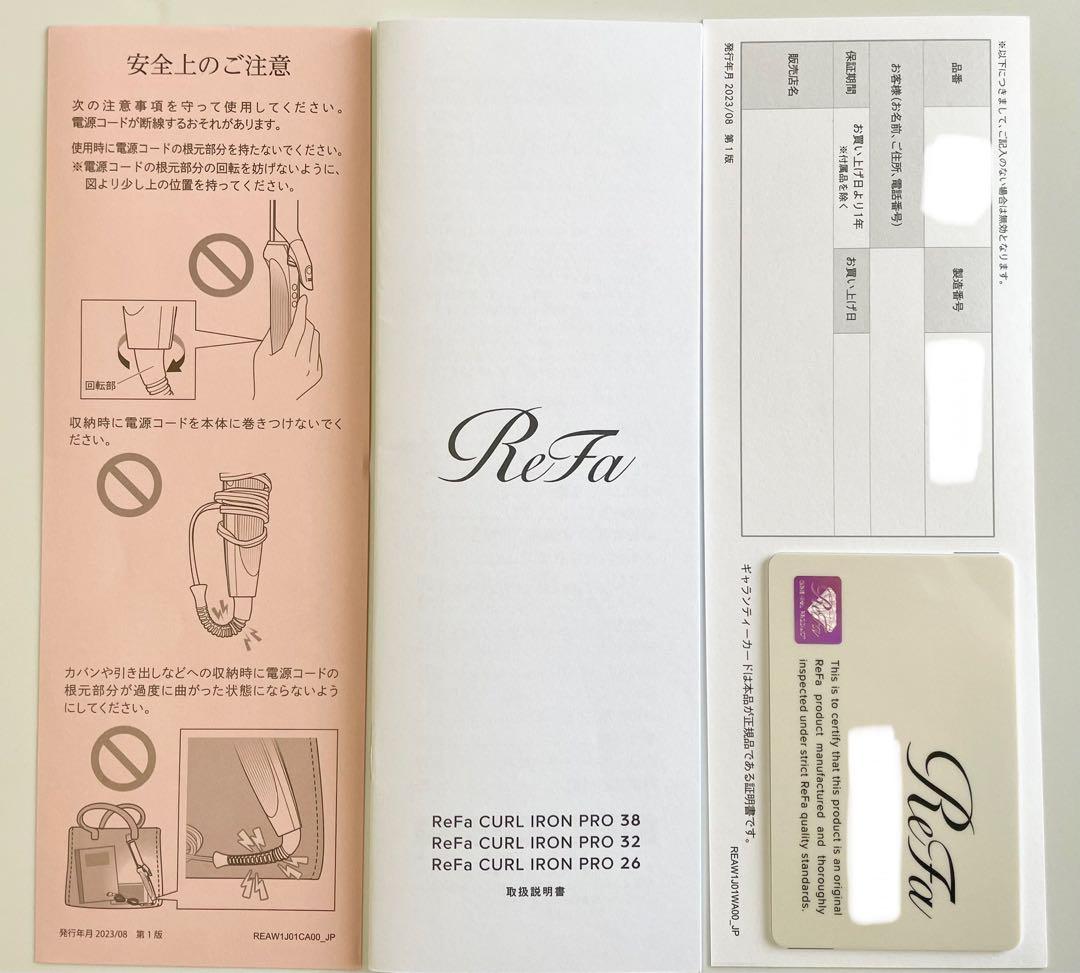 安全上のご注意
次の注意事項を守って使用してください。
電源コードが断線するおそれがあります。
使用時に電源コードの根元部分を持たないでください。
※電源コードの根元部分の回転を妨げないように、
図より少し上の位置を持ってください。
回転部
収納時に電源コードを本体に巻きつけないでく
ださい。
カバンや引き出しなどへの収納時に電源コードの
根元部分が過度に曲がった状態にならないよう
にしてください。
発行年月 2023/08 第1版
REAW1J01CA00_JP
ReFa
ReFa CURL IRON PRO 38
ReFa CURL IRON PRO 32
ReFa CURL IRON PRO 26
取扱説明書
※以下につきまして、ご記入のない場合は無効となります。
品番
製造番号
お客様(お名前、ご住所、電話番号)
保証期間
お買い上げ日より1年
※付属品を除く
お買い上げ日
販売店名
発行年月 2023/08 第1版
ギャランティーカードは本品が正規品である証明書です。
REAW1J01WA00_JP
ReFa
This is to certify that this product is an original
ReFa product manufactured and thoroughly
inspected under strict ReFa quality standards.